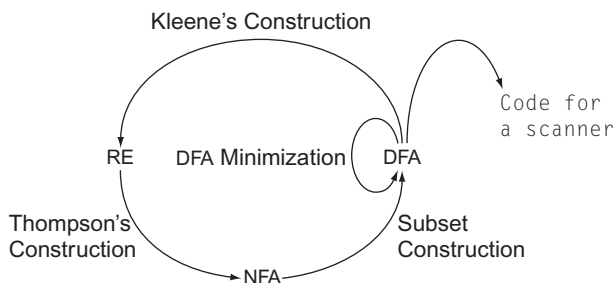 Kleene's Construction
Code for
a scanner
RE
DFA Minimization
DFA
Thompson's
Construction
Subset
Construction
NFA